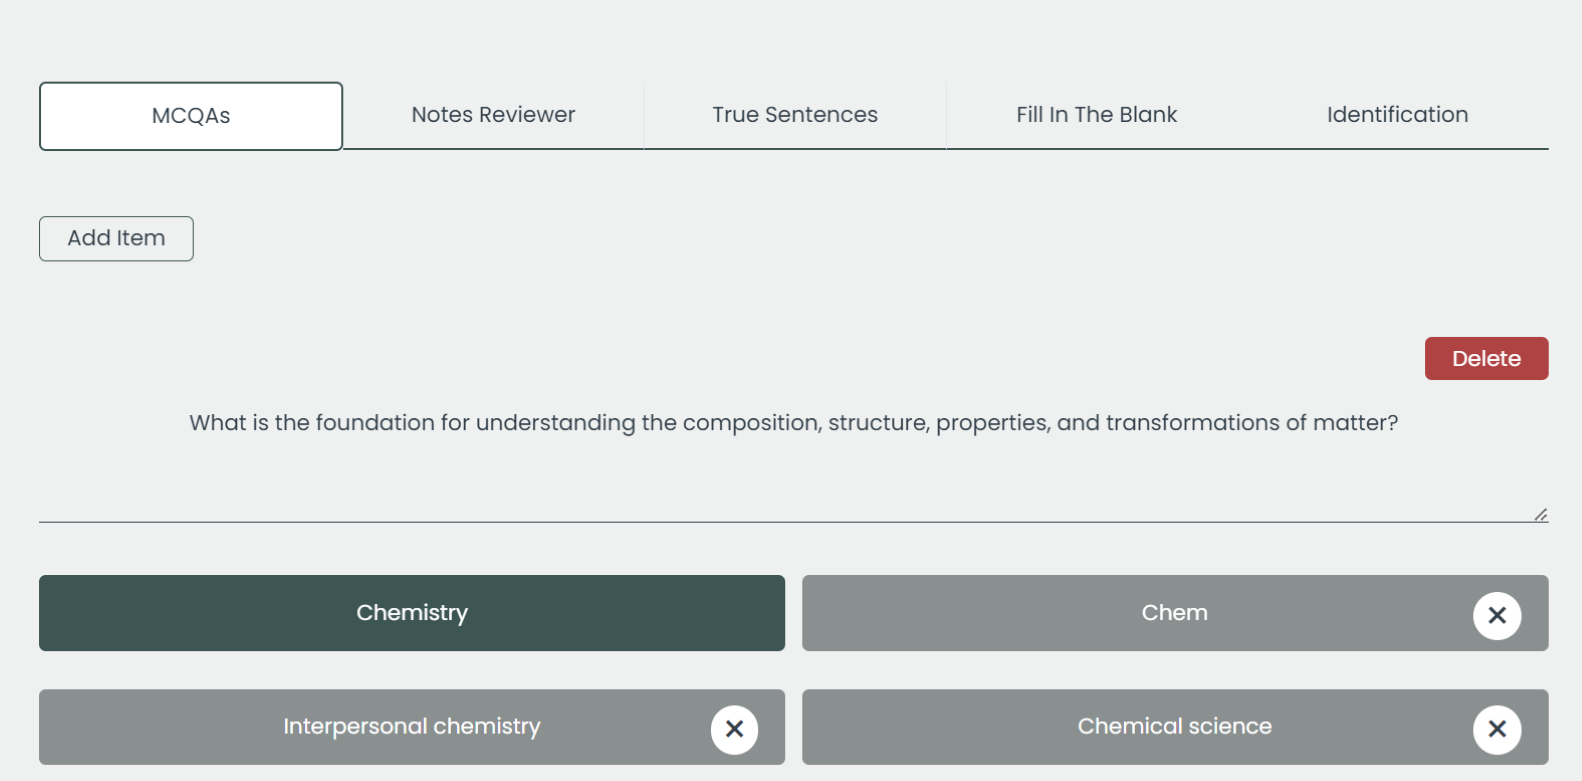 MCQAs Notes Reviewer True Sentences Fill In The Blank Identification
Add Item
Delete
What is the foundation for understanding the composition, structure, properties, and transformations of matter?
Chemistry Chem
Interpersonal chemistry Chemical science